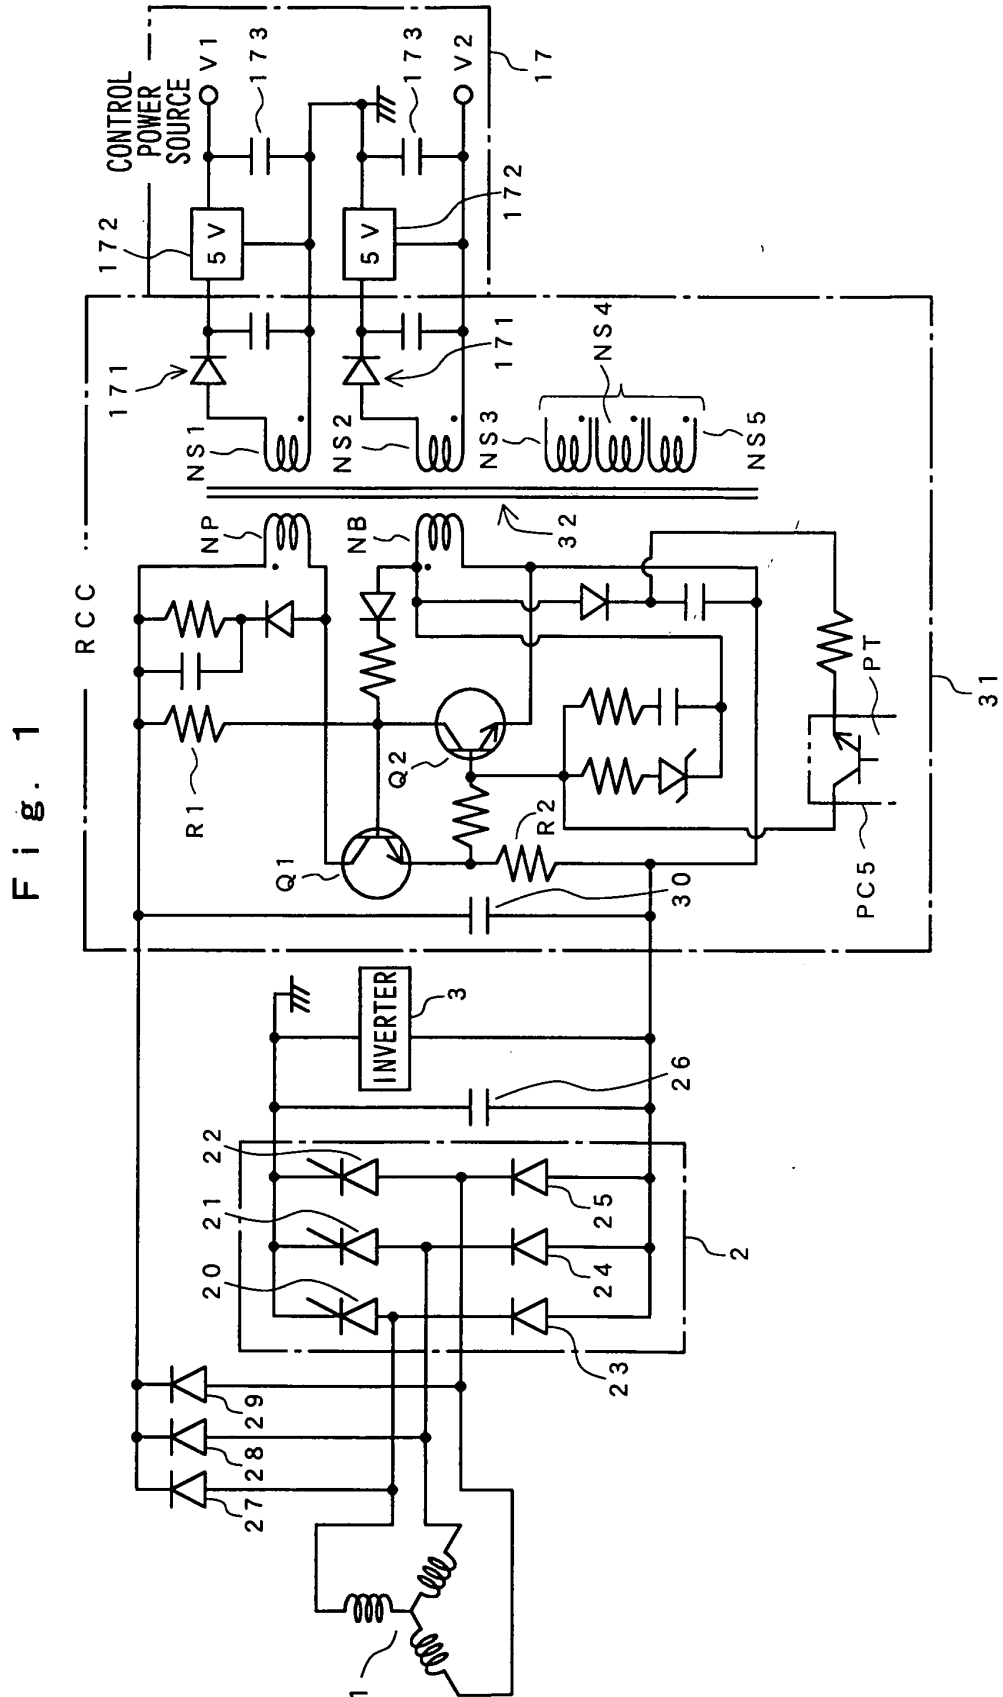 Fig. 1
CONTROL
POWER
SOURCE
V1
173
173
V2
17
172
5V
5V
172
RCC
171
171
NS1
NS2
NS3
NS4
NS5
NP
NB
32
R1
Q1
Q2
R2
PC5
PT
31
30
INVERTER
3
26
22
21
20
25
24
23
2
29
28
27
1